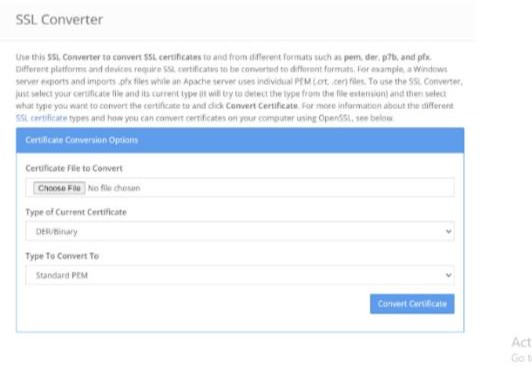 SSL Converter
Use this SSL Converter to convert SSL certificates to and from different formats such as pem, der, p7b, and pfx.
Different platforms and devices require SSL certificates to be converted to different formats. For example, a Windows
server exports and imports .pfx files while an Apache server uses individual PEM (.crt, .cer) files. To use the SSL Converter,
just select your certificate file and its current type (it will try to detect the type from the file extension) and then select
what type you want to convert the certificate to and click Convert Certificate. For more information about the different
SSL certificate types and how you can convert certificates on your computer using OpenSSL, see below.
Certificate Conversion Options
Certificate File to Convert
Choose File No file chosen
Type of Current Certificate
DER/Binary
Type To Convert To
Standard PEM
Convert Certificate
Act
Go t